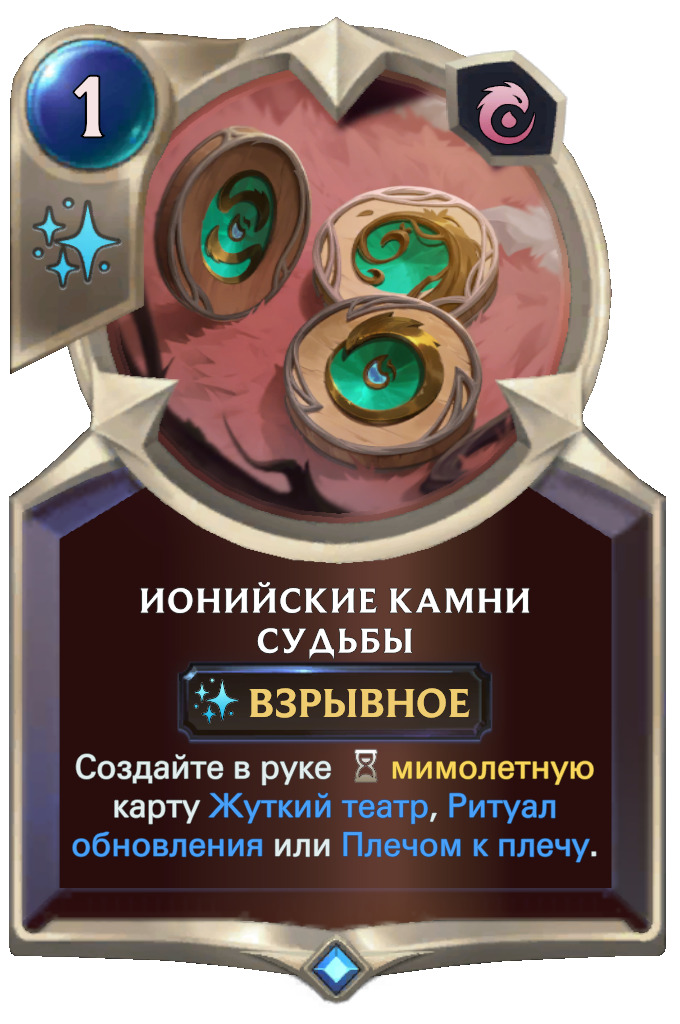 1
ИОНИЙСКИЕ КАМНИ
СУДЬБЫ
ВЗРЫВНОЕ
Создайте в руке мимолетную
карту Жуткий театр, Ритуал
обновления или Плечом к плечу.